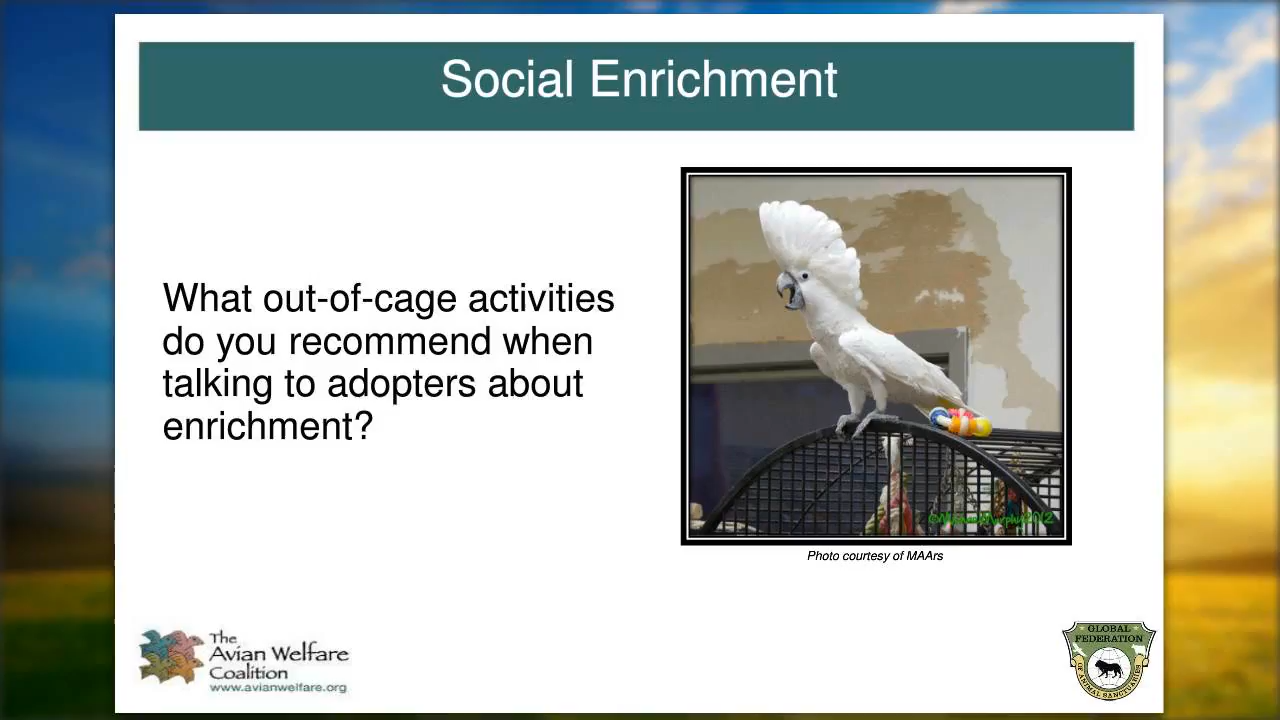 Social Enrichment
What out-of-cage activities
do you recommend when
talking to adopters about
enrichment?
Photo courtesy of MAArs
The
Avian Welfare
Coalition
www.avianwelfare.org
GLOBAL
FEDERATION
OF ANIMAL SANCTUARIES